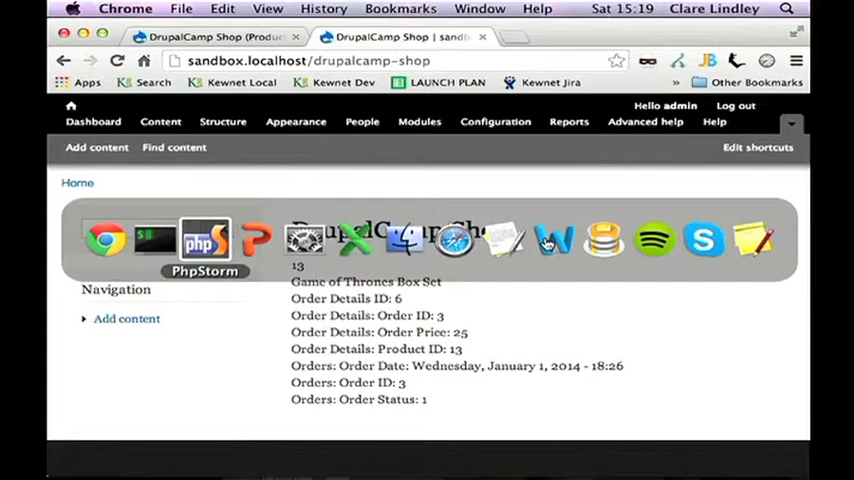 Chrome File Edit View History Bookmarks Window Help Sat 15:19 Clare Lindley
DrupalCamp Shop (Produc × DrupalCamp Shop | sandb ×
sandbox.localhost/drupalcamp-shop
Apps Search Kewnet Local Kewnet Dev LAUNCH PLAN Kewnet Jira » Other Bookmarks
Hello admin Log out
Dashboard Content Structure Appearance People Modules Configuration Reports Advanced help Help
Add content Find content Edit shortcuts
Home
DrupalCamp Sho
PhpStorm
13
Game of Thrones Box Set
Navigation
Add content
Order Details ID: 6
Order Details: Order ID: 3
Order Details: Order Price: 25
Order Details: Product ID: 13
Orders: Order Date: Wednesday, January 1, 2014 - 18:26
Orders: Order ID: 3
Orders: Order Status: 1